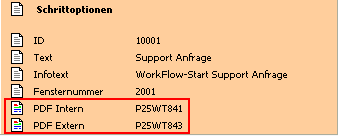 Schrittoptionen
ID 10001
Text Support Anfrage
Infotext WorkFlow-Start Support Anfrage
Fensternummer 2001
PDF Intern P25WT841
PDF Extern P25WT843